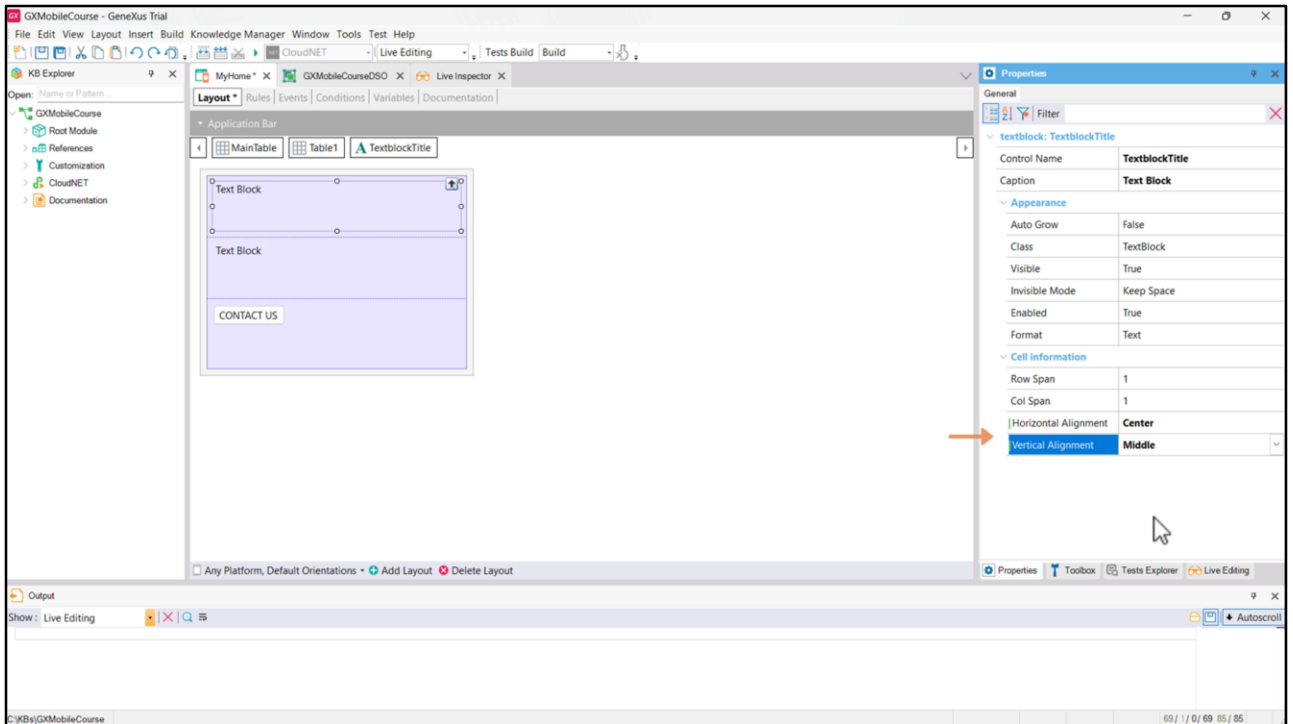 GX GXMobileCourse - GeneXus Trial
File Edit View Layout Insert Build Knowledge Manager Window Tools Test Help
CloudNET Live Editing Tests Build Build
KB Explorer
Open: Name or Pattern...
GXMobileCourse
Root Module
References
Customization
CloudNET
Documentation
MyHome* X GXMobileCourseDSO X Live Inspector X
Layout * Rules Events Conditions Variables Documentation
Application Bar
MainTable Table1 A TextblockTitle
Text Block
Text Block
CONTACT US
Any Platform, Default Orientations Add Layout Delete Layout
Properties
General
Filter
textblock: TextblockTitle
Control Name TextblockTitle
Caption Text Block
Appearance
Auto Grow False
Class TextBlock
Visible True
Invisible Mode Keep Space
Enabled True
Format Text
Cell information
Row Span 1
Col Span 1
Horizontal Alignment Center
Vertical Alignment Middle
Properties Toolbox Tests Explorer Live Editing
Output
Show: Live Editing Autoscroll
C:\KBs\GXMobileCourse 69 / 1 / 0 / 69 85 / 85